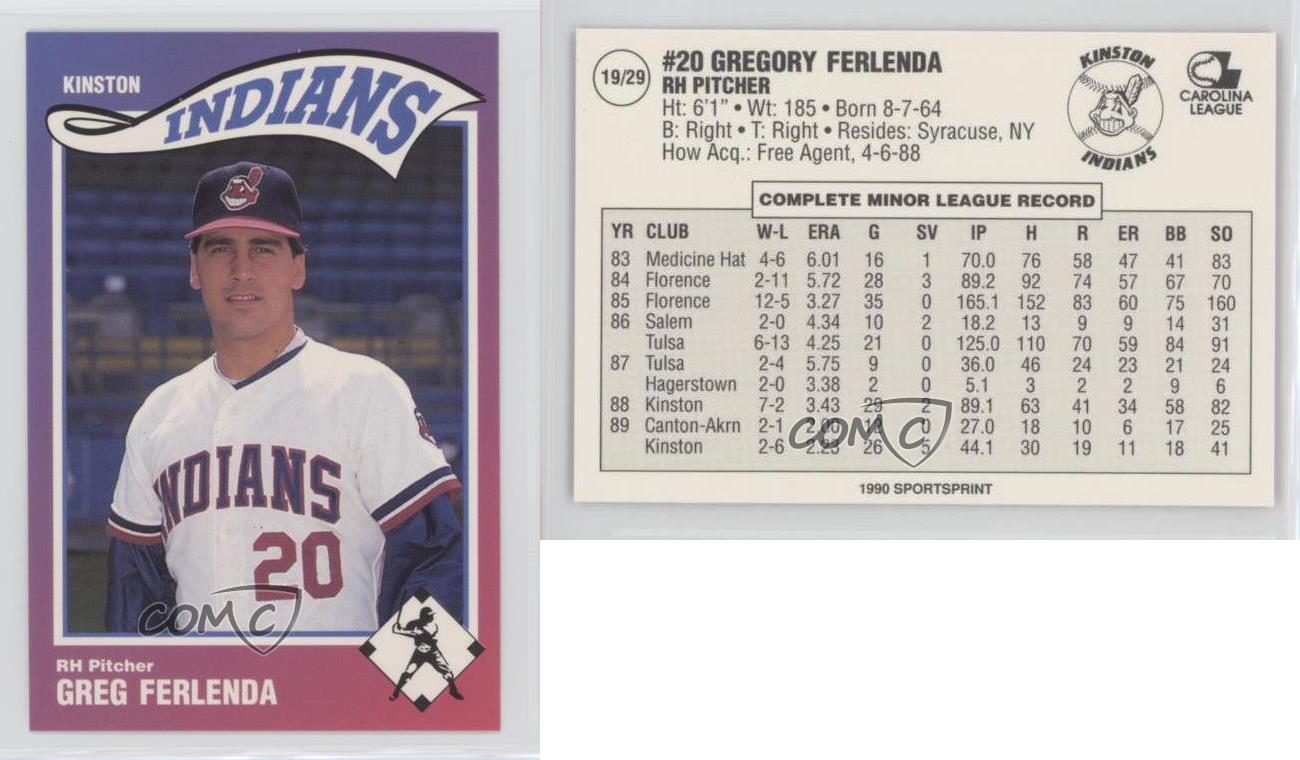 KINSTON
INDIANS
INDIANS
20
COMC
RH Pitcher
GREG FERLENDA
19/29
#20 GREGORY FERLENDA
RH PITCHER
Ht: 6'1" • Wt: 185 • Born 8-7-64
B: Right • T: Right • Resides: Syracuse, NY
How Acq.: Free Agent, 4-6-88
KINSTON
INDIANS
CAROLINA
LEAGUE
COMPLETE MINOR LEAGUE RECORD
YR CLUB W-L ERA G SV IP H R ER BB SO
83 Medicine Hat 4-6 6.01 16 1 70.0 76 58 47 41 83
84 Florence 2-11 5.72 28 3 89.2 92 74 57 67 70
85 Florence 12-5 3.27 35 0 165.1 152 83 60 75 160
86 Salem 2-0 4.34 10 2 18.2 13 9 9 14 31
Tulsa 6-13 4.25 21 0 125.0 110 70 59 84 91
87 Tulsa 2-4 5.75 9 0 36.0 46 24 23 21 24
Hagerstown 2-0 3.38 2 0 5.1 3 2 2 9 6
88 Kinston 7-2 3.43 29 2 89.1 63 41 34 58 82
89 Canton-Akrn 2-1 2.00 12 0 27.0 18 10 6 17 25
Kinston 2-6 2.23 26 5 44.1 30 19 11 18 41
COMC
1990 SPORTSPRINT